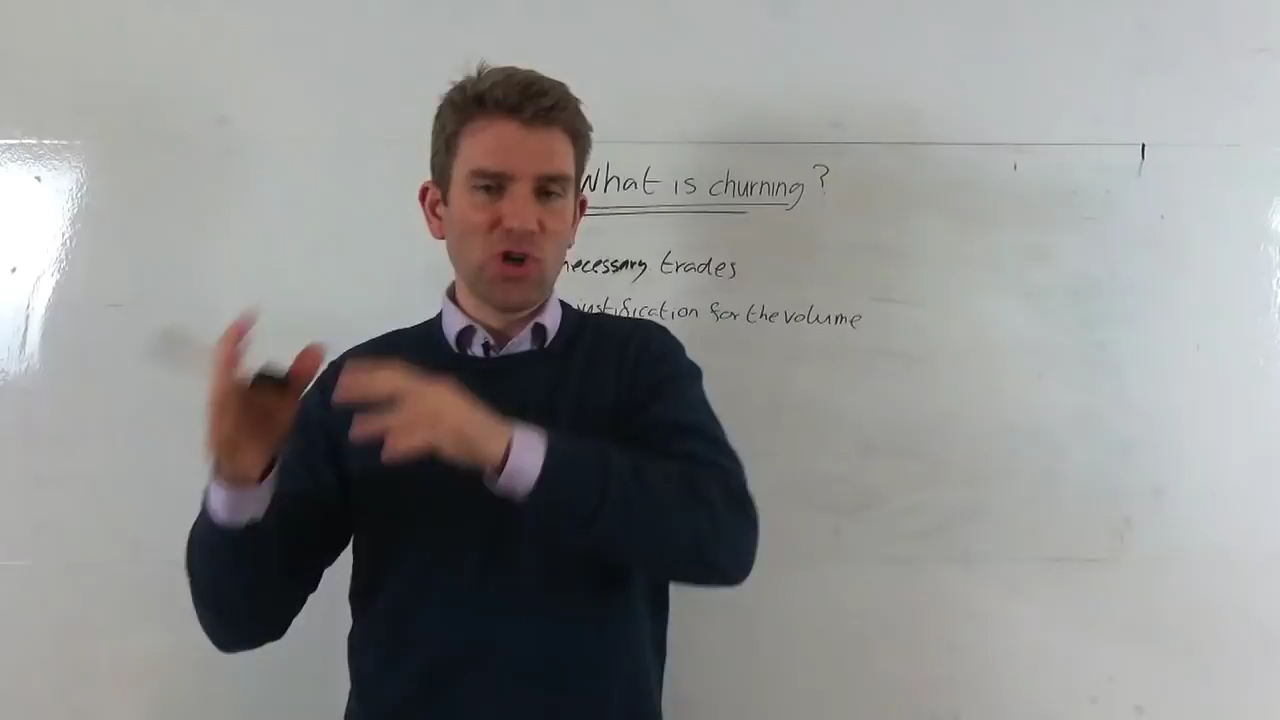 What is churning?
necessary trades
justification for the volume